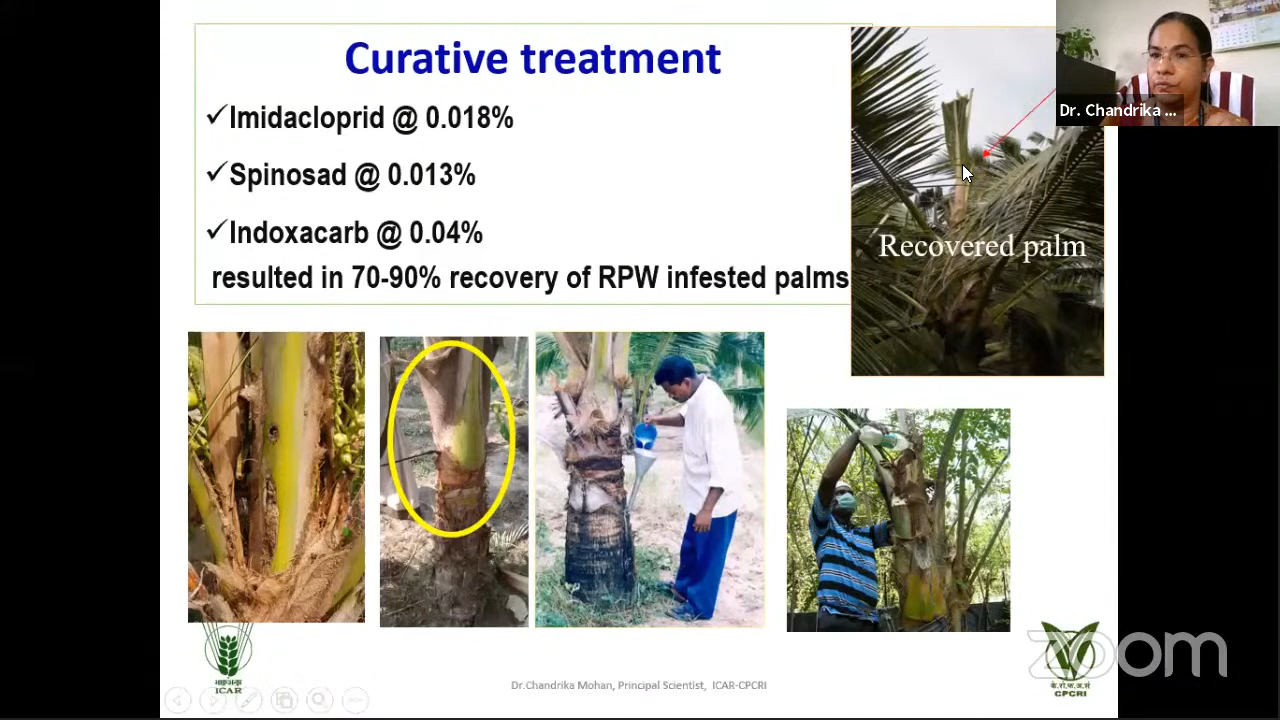 Curative treatment
✓Imidacloprid @ 0.018%
✓Spinosad @ 0.013%
✓Indoxacarb @ 0.04%
resulted in 70-90% recovery of RPW infested palms
Recovered palm
Dr. Chandrika ...
ICAR
Dr.Chandrika Mohan, Principal Scientist, ICAR-CPCRI
CPCRI
zoom